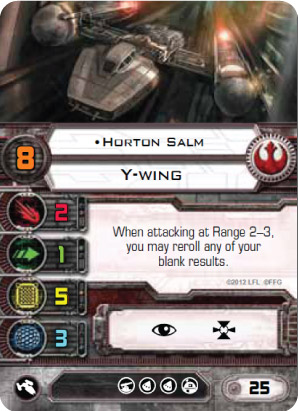 •Horton Salm
8
Y-wing
2
When attacking at Range 2–3,
you may reroll any of your
blank results.
1
©2012 LFL ©FFG
5
3
25